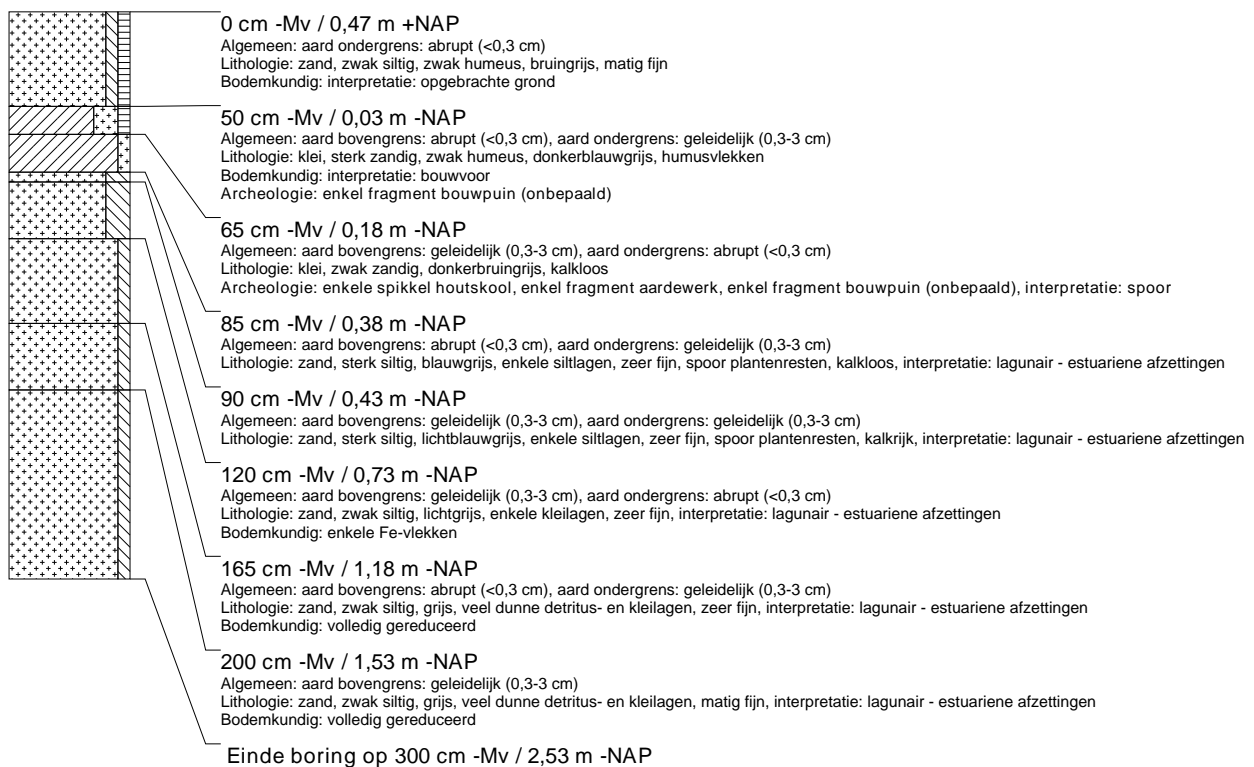 0 cm -Mv / 0,47 m +NAP
Algemeen: aard ondergrens: abrupt (<0,3 cm)
Lithologie: zand, zwak siltig, zwak humeus, bruingrijs, matig fijn
Bodemkundig: interpretatie: opgebrachte grond
50 cm -Mv / 0,03 m -NAP
Algemeen: aard bovengrens: abrupt (<0,3 cm), aard ondergrens: geleidelijk (0,3-3 cm)
Lithologie: klei, sterk zandig, zwak humeus, donkerblauwgrijs, humusvlekken
Bodemkundig: interpretatie: bouwvoor
Archeologie: enkel fragment bouwpuin (onbepaald)
65 cm -Mv / 0,18 m -NAP
Algemeen: aard bovengrens: geleidelijk (0,3-3 cm), aard ondergrens: abrupt (<0,3 cm)
Lithologie: klei, zwak zandig, donkerbruingrijs, kalkloos
Archeologie: enkele spikkel houtskool, enkel fragment aardewerk, enkel fragment bouwpuin (onbepaald), interpretatie: spoor
85 cm -Mv / 0,38 m -NAP
Algemeen: aard bovengrens: abrupt (<0,3 cm), aard ondergrens: geleidelijk (0,3-3 cm)
Lithologie: zand, sterk siltig, blauwgrijs, enkele siltlagen, zeer fijn, spoor plantenresten, kalkloos, interpretatie: lagunair - estuariene afzettingen
90 cm -Mv / 0,43 m -NAP
Algemeen: aard bovengrens: geleidelijk (0,3-3 cm), aard ondergrens: geleidelijk (0,3-3 cm)
Lithologie: zand, sterk siltig, lichtblauwgrijs, enkele siltlagen, zeer fijn, spoor plantenresten, kalkrijk, interpretatie: lagunair - estuariene afzettingen
120 cm -Mv / 0,73 m -NAP
Algemeen: aard bovengrens: geleidelijk (0,3-3 cm), aard ondergrens: abrupt (<0,3 cm)
Lithologie: zand, zwak siltig, lichtgrijs, enkele kleilagen, zeer fijn, interpretatie: lagunair - estuariene afzettingen
Bodemkundig: enkele Fe-vlekken
165 cm -Mv / 1,18 m -NAP
Algemeen: aard bovengrens: abrupt (<0,3 cm), aard ondergrens: geleidelijk (0,3-3 cm)
Lithologie: zand, zwak siltig, grijs, veel dunne detritus- en kleilagen, zeer fijn, interpretatie: lagunair - estuariene afzettingen
Bodemkundig: volledig gereduceerd
200 cm -Mv / 1,53 m -NAP
Algemeen: aard bovengrens: geleidelijk (0,3-3 cm)
Lithologie: zand, zwak siltig, grijs, veel dunne detritus- en kleilagen, matig fijn, interpretatie: lagunair - estuariene afzettingen
Bodemkundig: volledig gereduceerd
Einde boring op 300 cm -Mv / 2,53 m -NAP